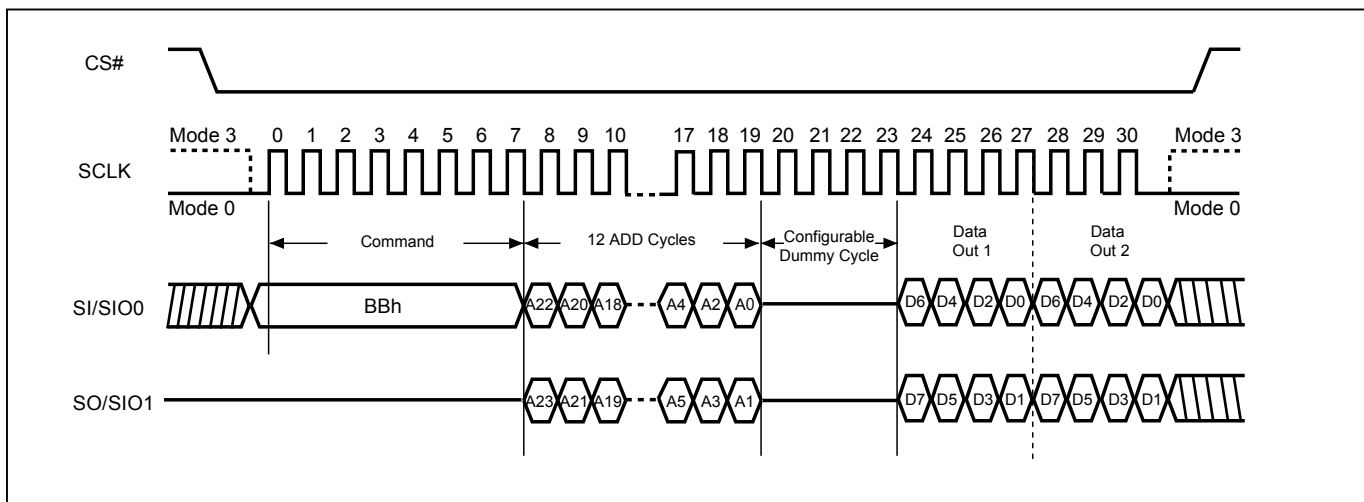 CS#
Mode 3 0 1 2 3 4 5 6 7 8 9 10 17 18 19 20 21 22 23 24 25 26 27 28 29 30 Mode 3
SCLK
Mode 0 Mode 0
Command 12 ADD Cycles Configurable Dummy Cycle Data Out 1 Data Out 2
SI/SIO0 BBh A22 A20 A18 A4 A2 A0 D6 D4 D2 D0 D6 D4 D2 D0
SO/SIO1 A23 A21 A19 A5 A3 A1 D7 D5 D3 D1 D7 D5 D3 D1